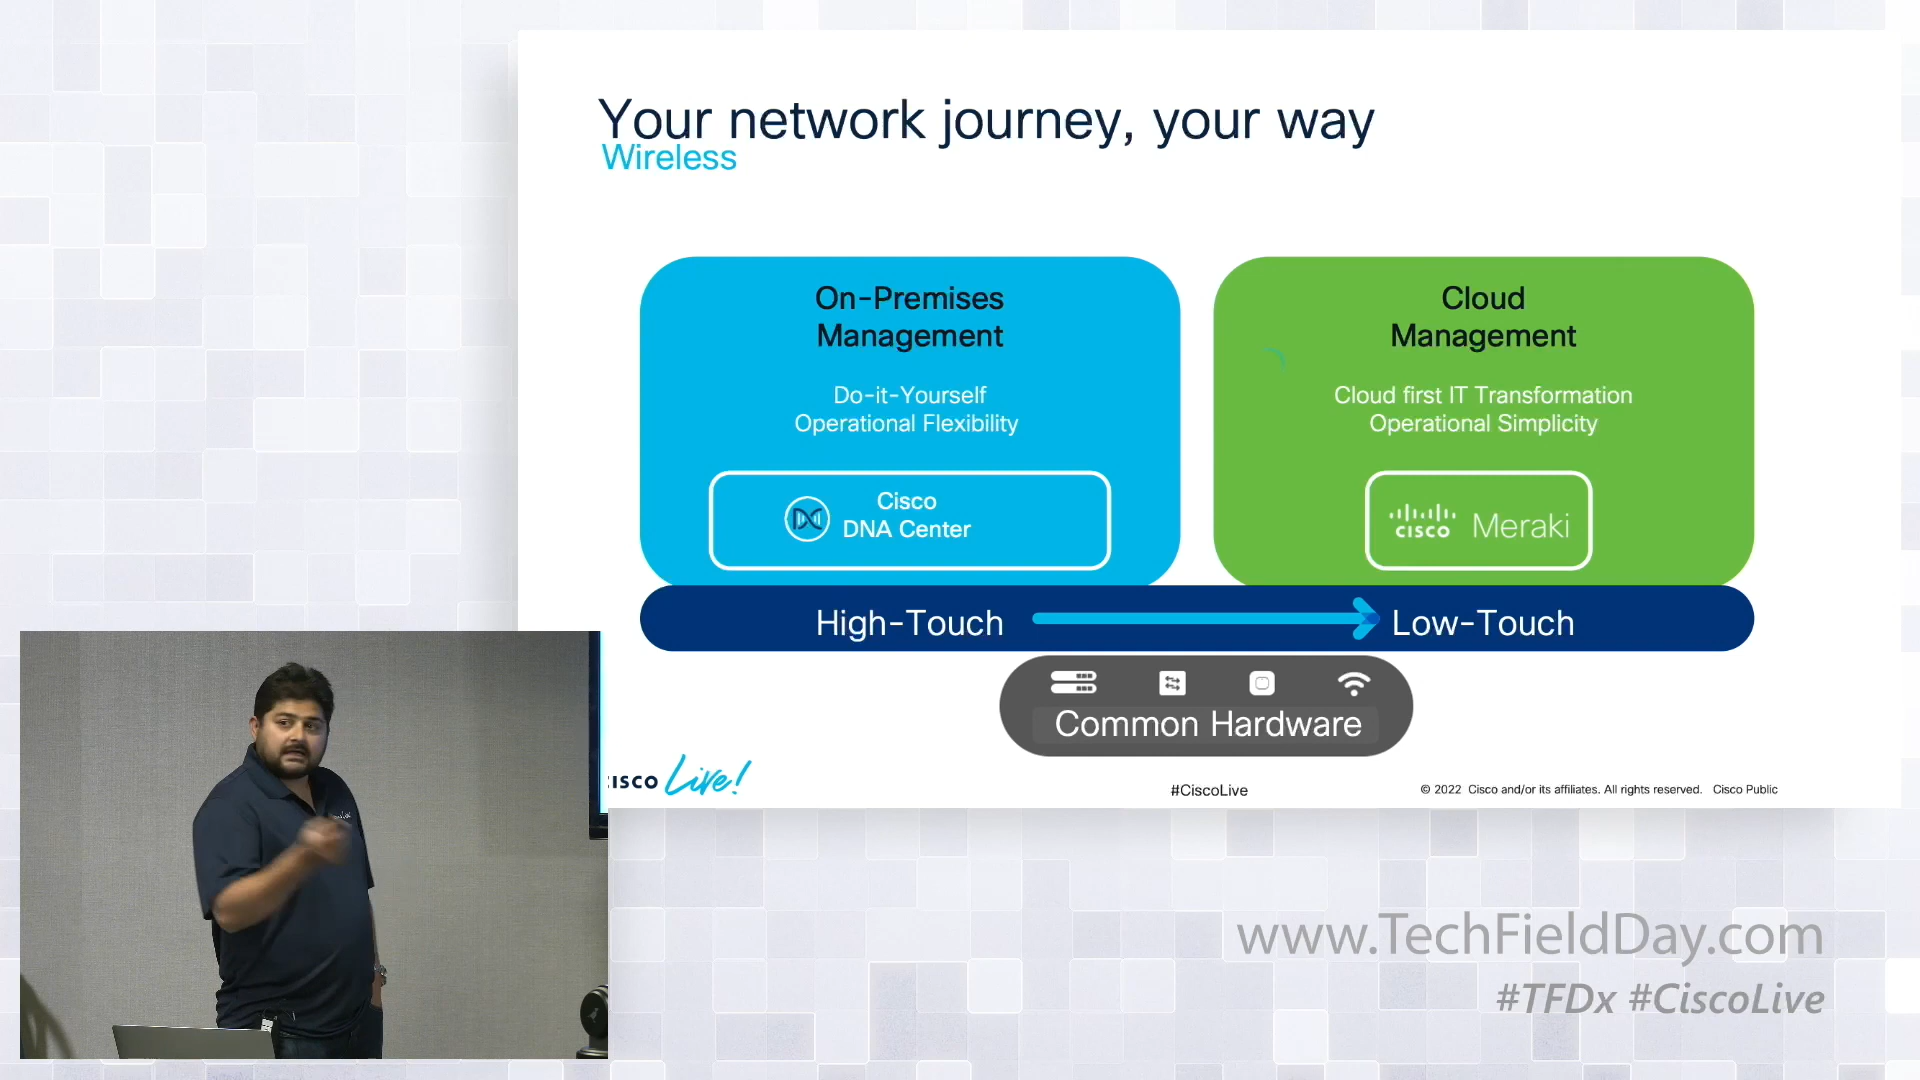 Your network journey, your way
Wireless
On-Premises
Management
Do-it-Yourself
Operational Flexibility
Cisco
DNA Center
Cloud
Management
Cloud first IT Transformation
Operational Simplicity
cisco Meraki
High-Touch
Low-Touch
Common Hardware
cisco Live!
#CiscoLive
© 2022 Cisco and/or its affiliates. All rights reserved. Cisco Public
www.TechFieldDay.com
#TFDx #CiscoLive